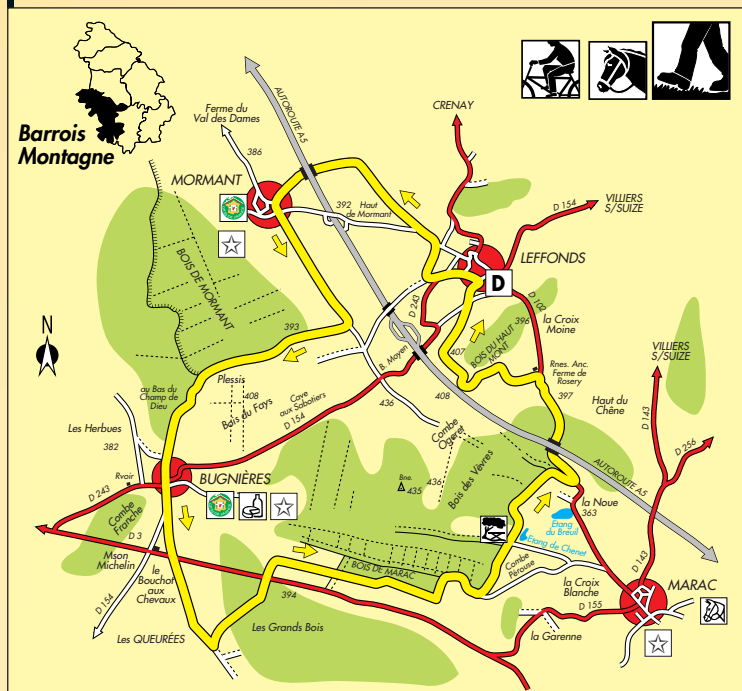 Barrois
Montagne
Ferme du
Val des Dames
386
AUTOROUTE A5
CRENAY
MORMANT
392
Haut
de Mormant
D 154
VILLIERS
S/SUIZE
LEFFONDS
D
BOIS DE MORMANT
N
393
D 243
D 102
la Croix
Moine
396
BOIS DU HAUT
MONT
407
B. Moyen
VILLIERS
S/SUIZE
Rnes. Anc.
Ferme de
Rosery
397
au Bas du
Champ de
Dieu
Plessis
408
Bois du Fays
Caye
aux Sabotiers
D 154
436
408
Haut du
Chêne
D 143
D 256
Les Herbues
382
Combe
Ogeret
Rvoir
BUGNIÈRES
D 243
Bne.
435
436
Bois des Vèvres
AUTOROUTE A5
la Noue
363
Combe
Franche
D 3
Etang
du Breuil
Etang de Chenet
Mson
Michelin
le
Bouchot
aux
Chevaux
D 154
BOIS DE MARAC
394
Combe
Pérouse
D 143
la Croix
Blanche
MARAC
D 155
Les QUEURÉES
Les Grands Bois
la Garenne